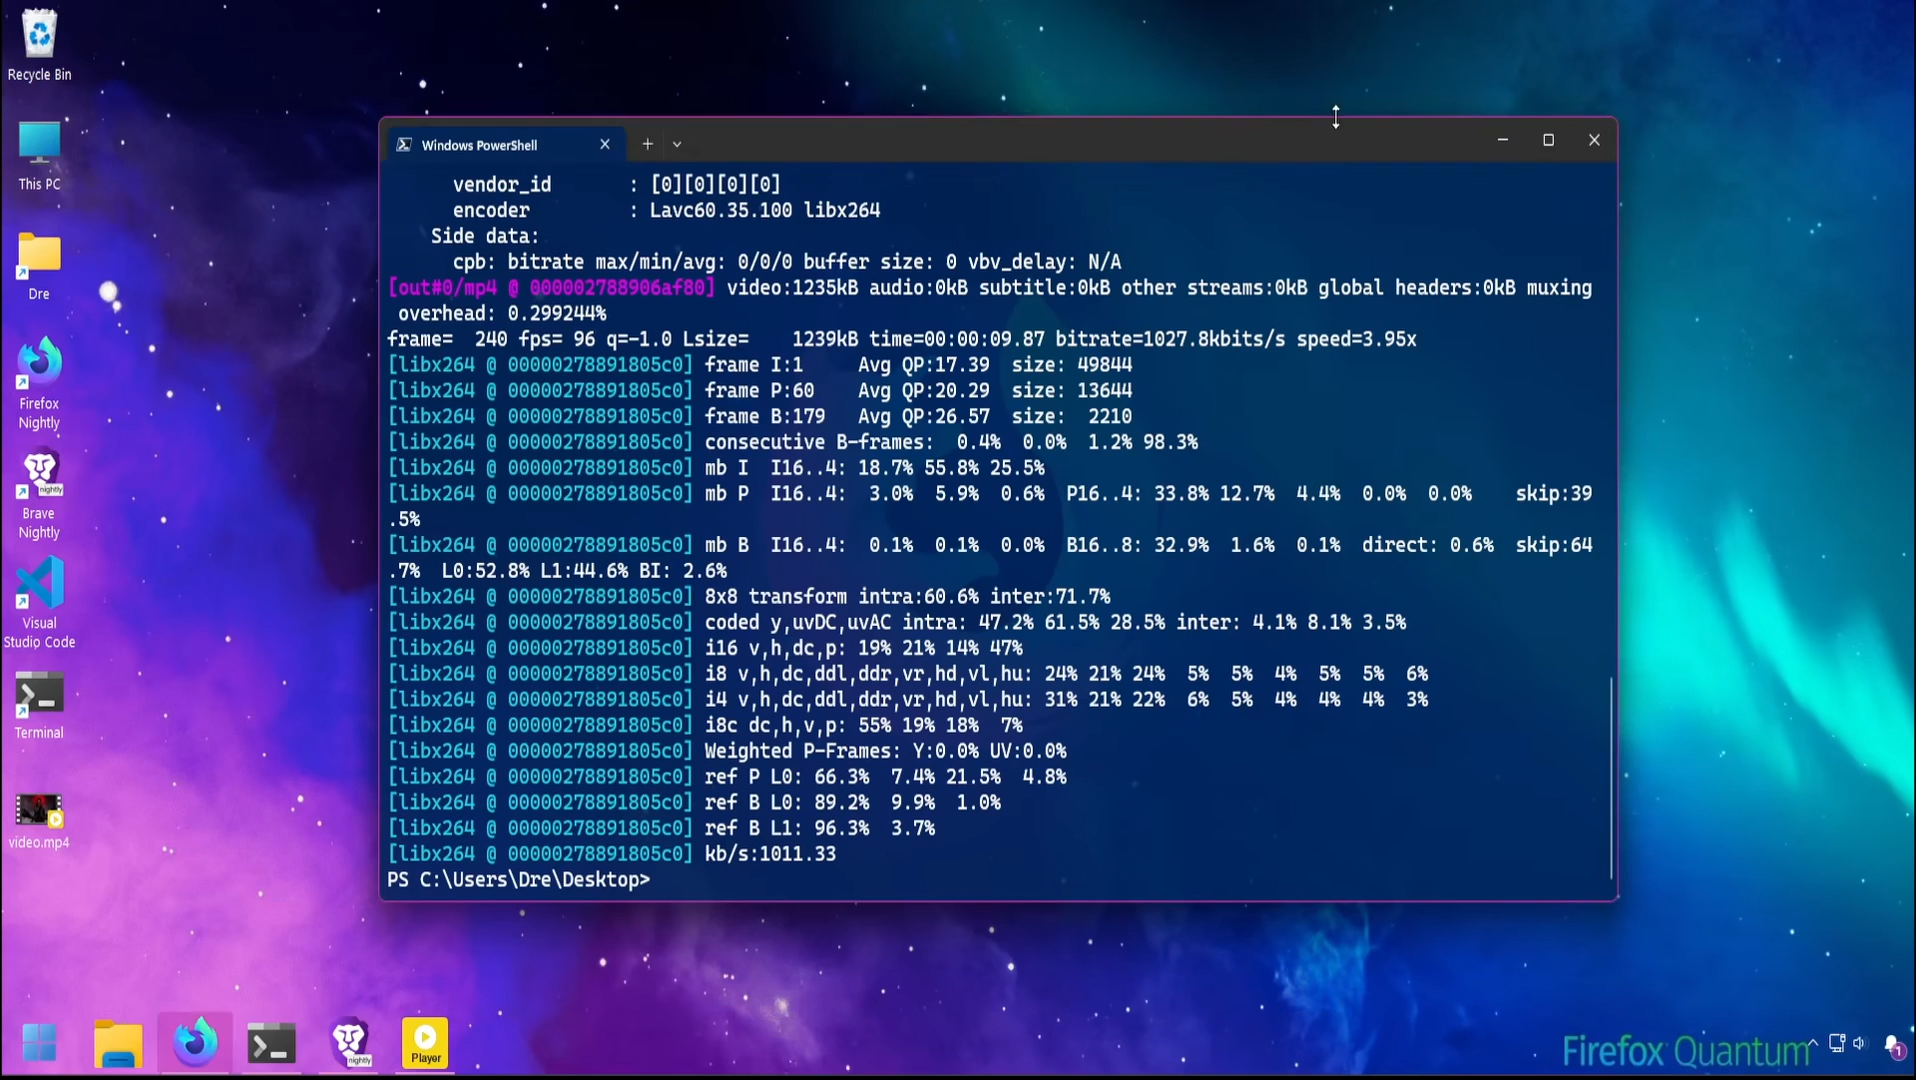 Recycle Bin
This PC
Dre
Firefox
Nightly
nightly
Brave
Nightly
Visual
Studio Code
Terminal
video.mp4
Windows PowerShell
vendor_id       : [0][0][0][0]
encoder         : Lavc60.35.100 libx264
Side data:
cpb: bitrate max/min/avg: 0/0/0 buffer size: 0 vbv_delay: N/A
[out#0/mp4 @ 000002788906af80] video:1235kB audio:0kB subtitle:0kB other streams:0kB global headers:0kB muxing
overhead: 0.299244%
frame=  240 fps= 96 q=-1.0 Lsize=    1239kB time=00:00:09.87 bitrate=1027.8kbits/s speed=3.95x
[libx264 @ 00000278891805c0] frame I:1     Avg QP:17.39  size: 49844
[libx264 @ 00000278891805c0] frame P:60    Avg QP:20.29  size: 13644
[libx264 @ 00000278891805c0] frame B:179   Avg QP:26.57  size:  2210
[libx264 @ 00000278891805c0] consecutive B-frames:  0.4%  0.0%  1.2% 98.3%
[libx264 @ 00000278891805c0] mb I  I16..4: 18.7% 55.8% 25.5%
[libx264 @ 00000278891805c0] mb P  I16..4:  3.0%  5.9%  0.6%  P16..4: 33.8% 12.7%  4.4%  0.0%  0.0%    skip:39
.5%
[libx264 @ 00000278891805c0] mb B  I16..4:  0.1%  0.1%  0.0%  B16..8: 32.9%  1.6%  0.1%  direct: 0.6%  skip:64
.7%  L0:52.8% L1:44.6% BI: 2.6%
[libx264 @ 00000278891805c0] 8x8 transform intra:60.6% inter:71.7%
[libx264 @ 00000278891805c0] coded y,uvDC,uvAC intra: 47.2% 61.5% 28.5% inter: 4.1% 8.1% 3.5%
[libx264 @ 00000278891805c0] i16 v,h,dc,p: 19% 21% 14% 47%
[libx264 @ 00000278891805c0] i8 v,h,dc,ddl,ddr,vr,hd,vl,hu: 24% 21% 24%  5%  5%  4%  5%  5%  6%
[libx264 @ 00000278891805c0] i4 v,h,dc,ddl,ddr,vr,hd,vl,hu: 31% 21% 22%  6%  5%  4%  4%  4%  3%
[libx264 @ 00000278891805c0] i8c dc,h,v,p: 55% 19% 18%  7%
[libx264 @ 00000278891805c0] Weighted P-Frames: Y:0.0% UV:0.0%
[libx264 @ 00000278891805c0] ref P L0: 66.3%  7.4% 21.5%  4.8%
[libx264 @ 00000278891805c0] ref B L0: 89.2%  9.9%  1.0%
[libx264 @ 00000278891805c0] ref B L1: 96.3%  3.7%
[libx264 @ 00000278891805c0] kb/s:1011.33
PS C:\Users\Dre\Desktop>
nightly
Player
Firefox Quantum
1